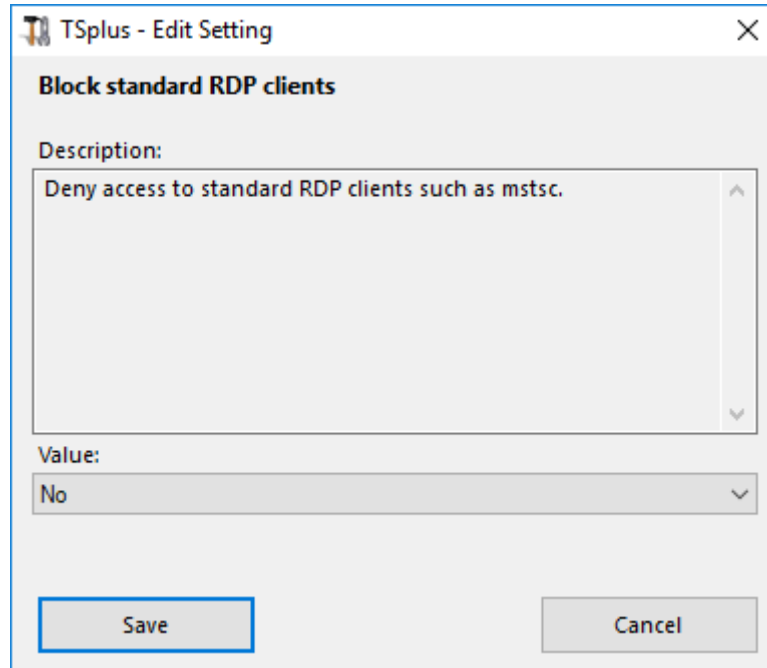 TSplus - Edit Setting
Block standard RDP clients
Description:
Deny access to standard RDP clients such as mstsc.
Value:
No
Save Cancel